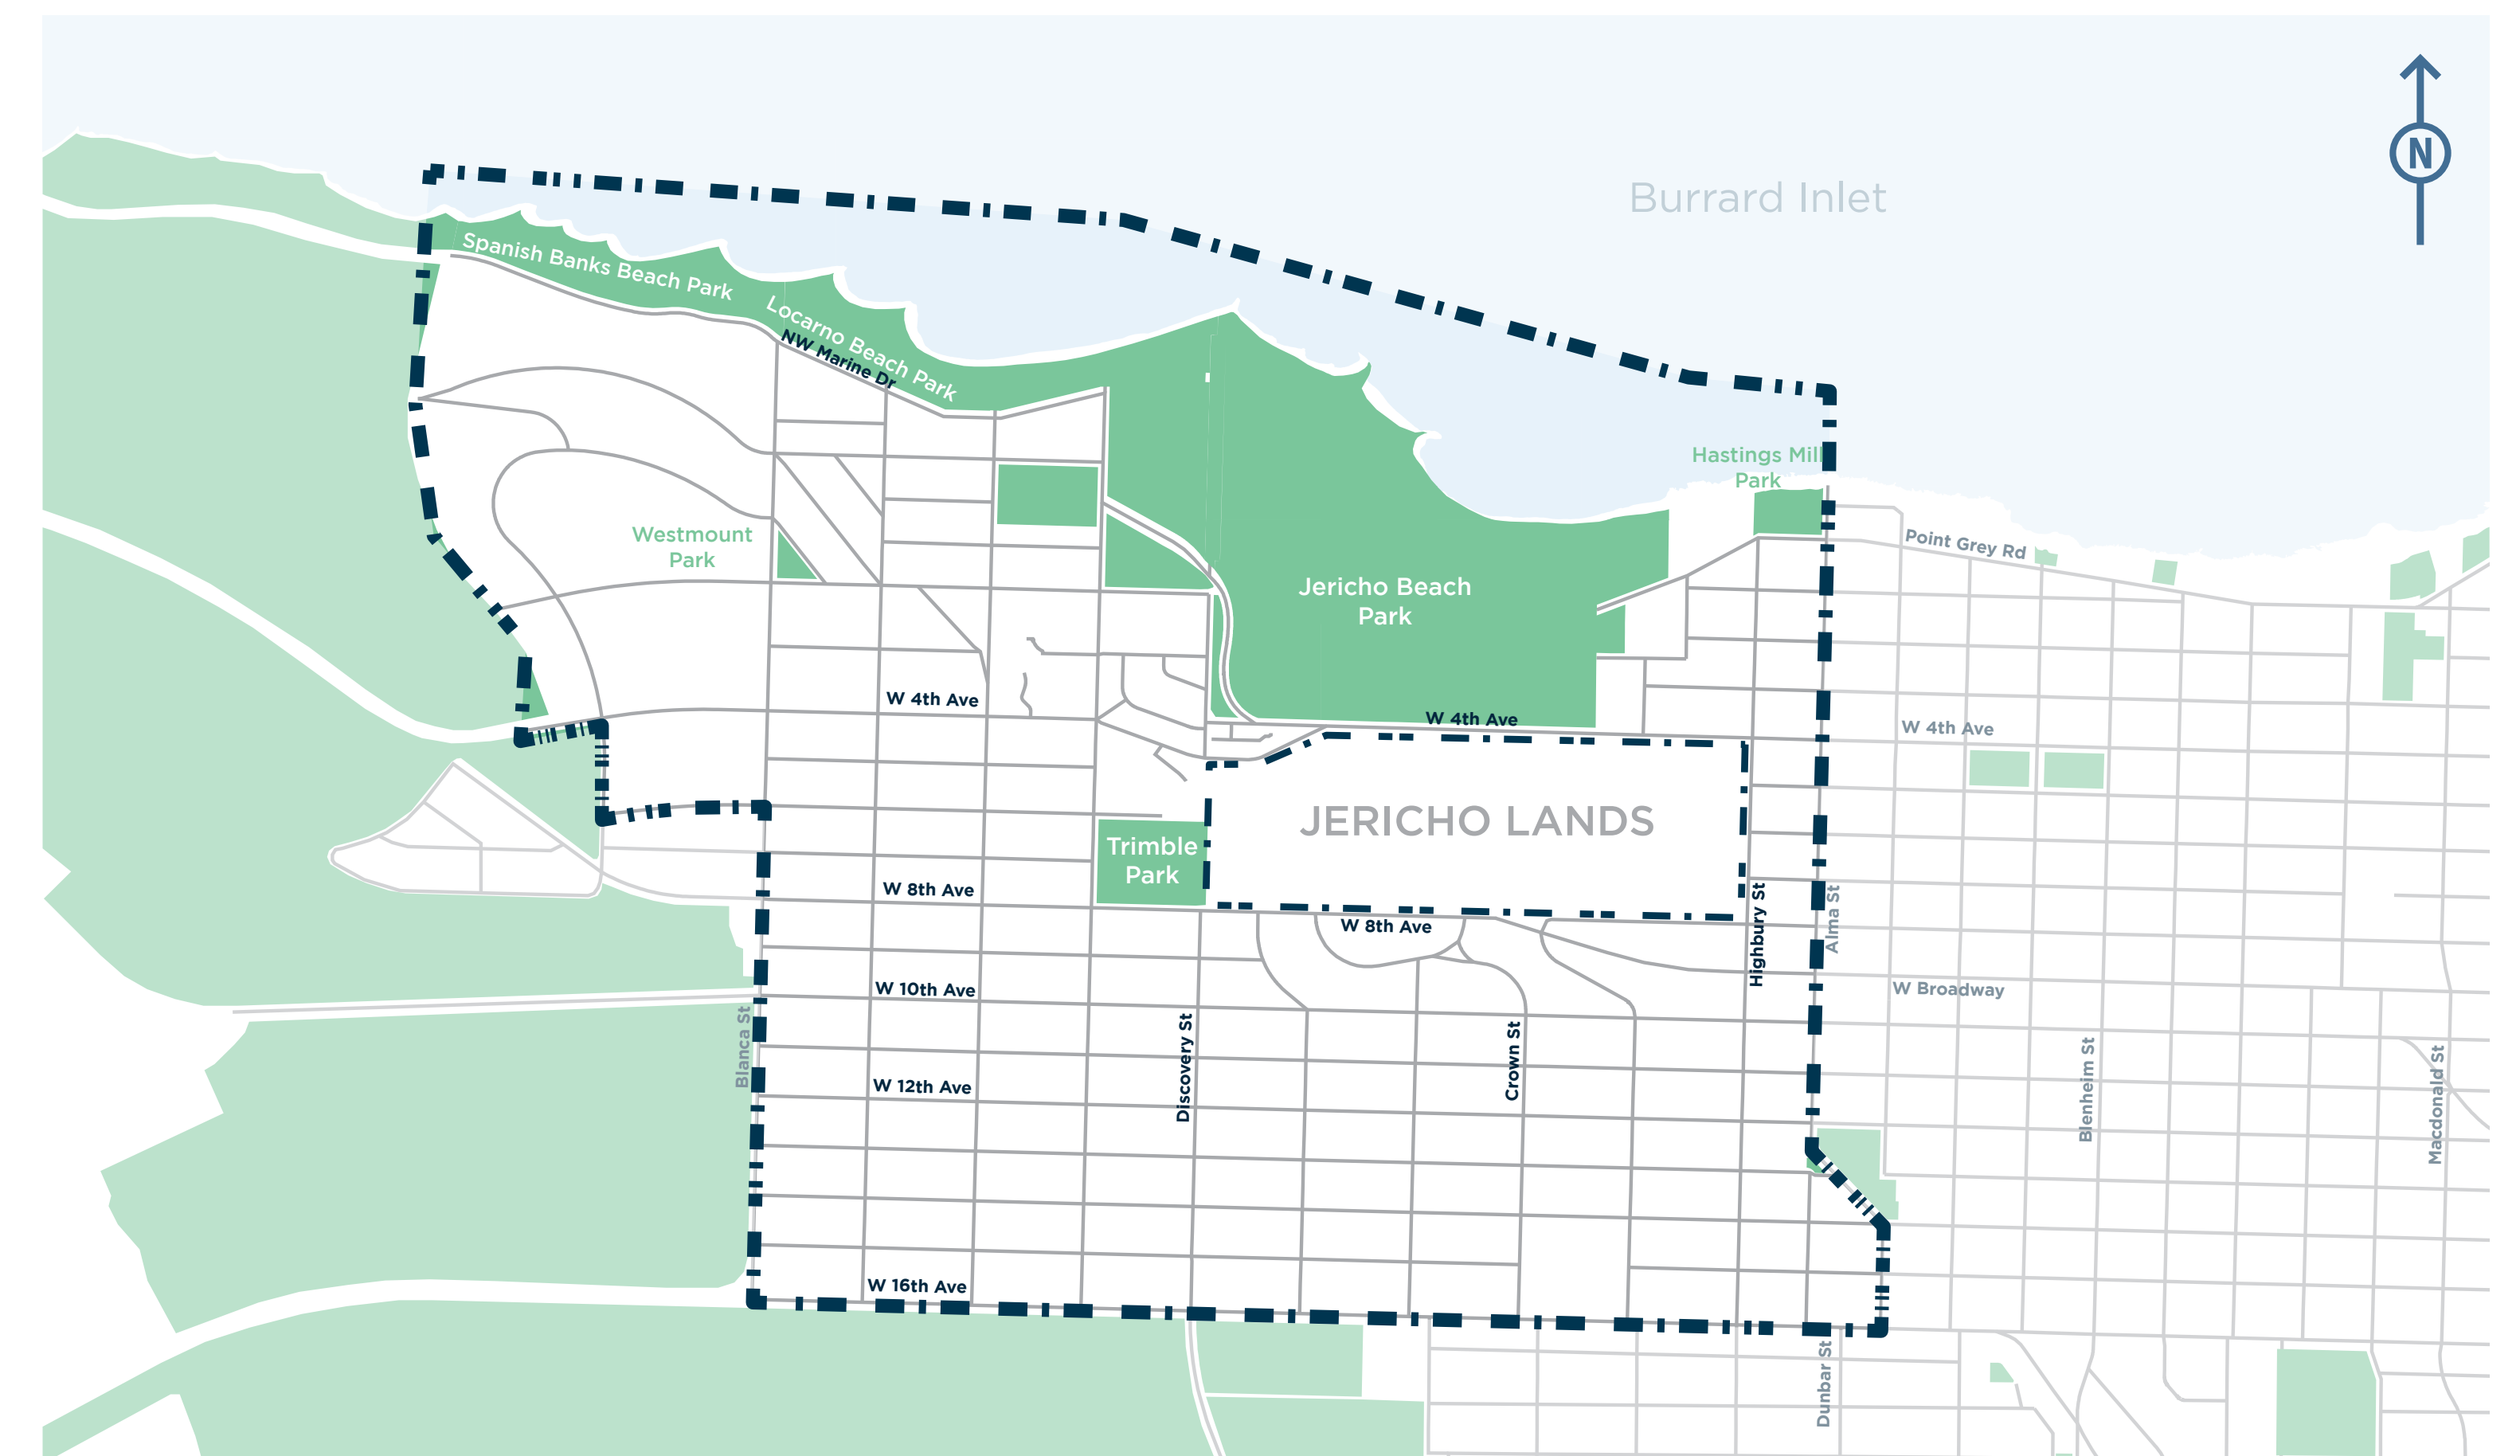 N
Burrard Inlet
Spanish Banks Beach Park
Locarno Beach Park
NW Marine Dr
Hastings Mill
Park
Point Grey Rd
Westmount
Park
Jericho Beach
Park
W 4th Ave
W 4th Ave
W 4th Ave
JERICHO LANDS
Trimble
Park
W 8th Ave
W 8th Ave
Highbury St
Alma St
W 10th Ave
W Broadway
Blanca St
Discovery St
Crown St
Blenheim St
Macdonald St
W 12th Ave
W 16th Ave
Dunbar St